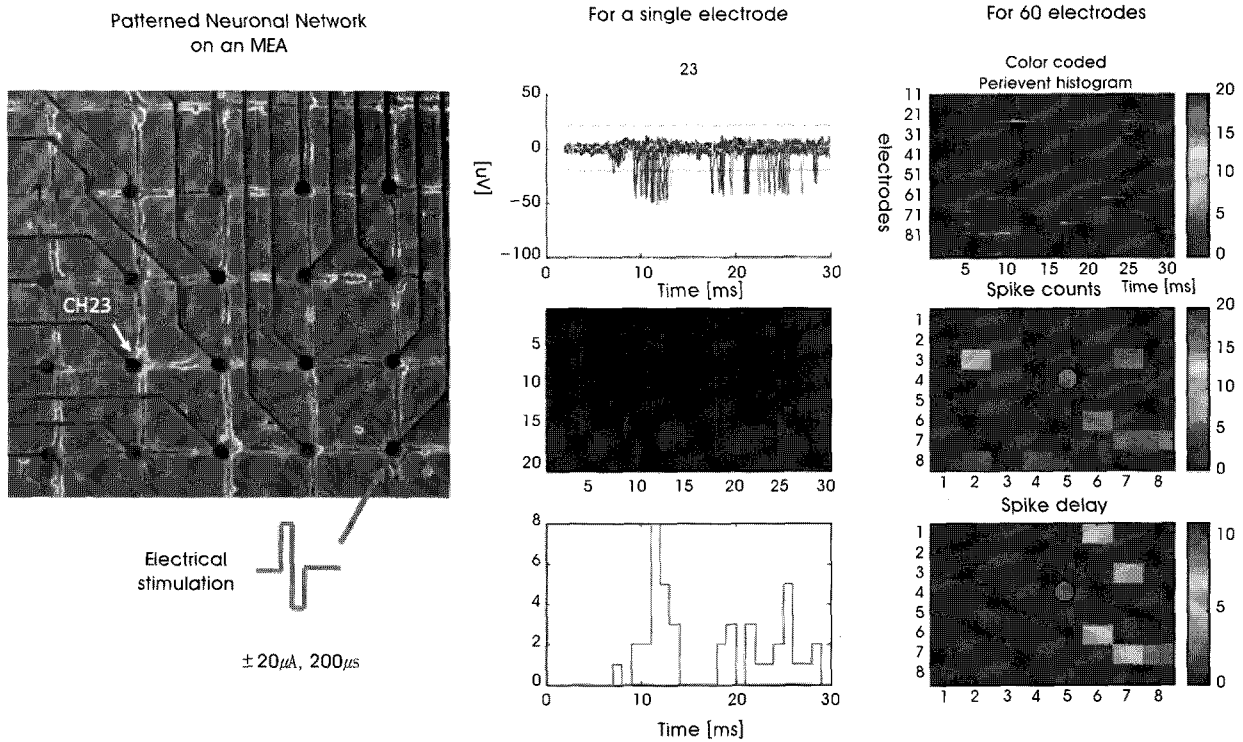 Patterned Neuronal Network
on an MEA
CH23
Electrical
stimulation
±20μA, 200μs
For a single electrode
23
[uV]
50
0
−50
−100
0 10 20 30
Time [ms]
5
10
15
20
5 10 15 20 25 30
8
6
4
2
0
0 10 20 30
Time [ms]
For 60 electrodes
Color coded
Perievent histogram
electrodes
11
21
31
41
51
61
71
81
5 10 15 20 25 30
Time [ms]
20
15
10
5
0
Spike counts
1
2
3
4
5
6
7
8
1 2 3 4 5 6 7 8
20
15
10
5
0
Spike delay
1
2
3
4
5
6
7
8
1 2 3 4 5 6 7 8
10
5
0